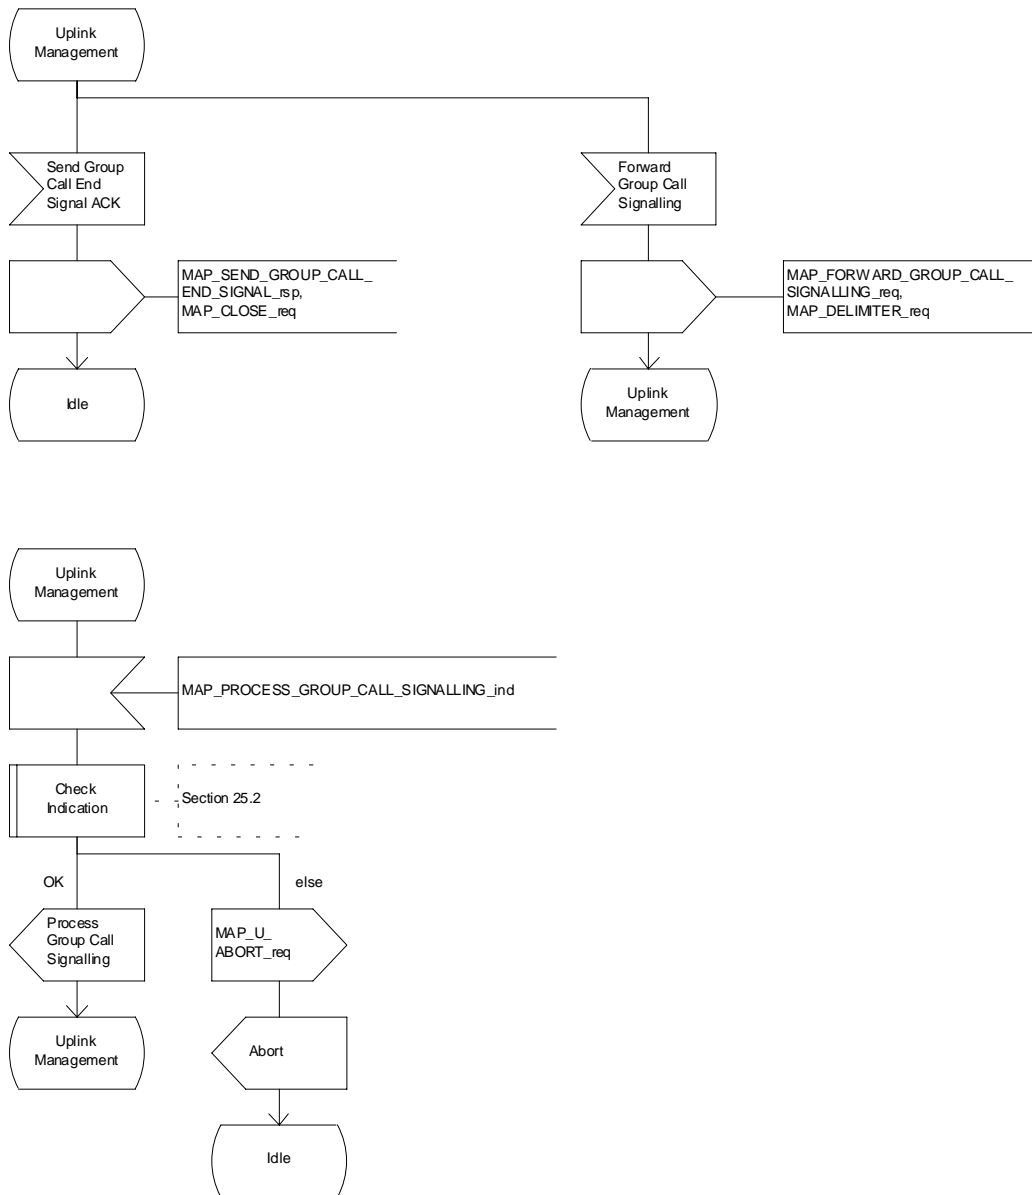 Uplink
Management
Send Group
Call End
Signal ACK
Forward
Group Call
Signalling
MAP_SEND_GROUP_CALL_
END_SIGNAL_rsp,
MAP_CLOSE_req
MAP_FORWARD_GROUP_CALL_
SIGNALLING_req,
MAP_DELIMITER_req
Idle
Uplink
Management
Uplink
Management
MAP_PROCESS_GROUP_CALL_SIGNALLING_ind
Check
Indication
Section 25.2
OK
else
Process
Group Call
Signalling
MAP_U_
ABORT_req
Uplink
Management
Abort
Idle